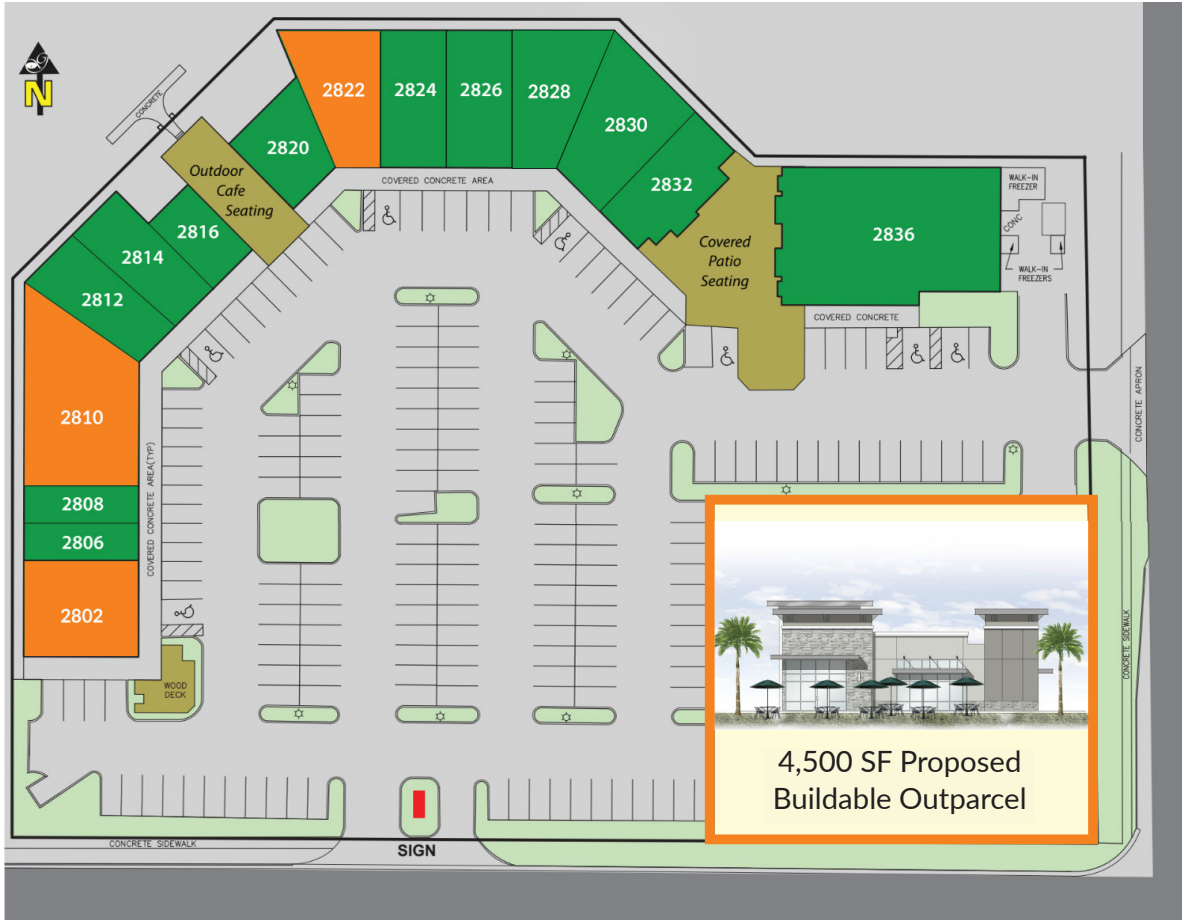 N
CONCRETE
2822
2824
2826
2828
2830
2820
2832
Outdoor
Cafe
Seating
COVERED CONCRETE AREA
WALK-IN
FREEZER
CONC
2816
2814
2812
Covered
Patio
Seating
2836
WALK-IN
FREEZERS
COVERED CONCRETE
2810
COVERED CONCRETE AREA(TYP)
CONCRETE APRON
2808
2806
2802
WOOD
DECK
CONCRETE SIDEWALK
4,500 SF Proposed
Buildable Outparcel
CONCRETE SIDEWALK
SIGN